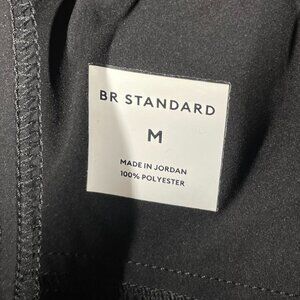 BR STANDARD
M
MADE IN JORDAN
100% POLYESTER